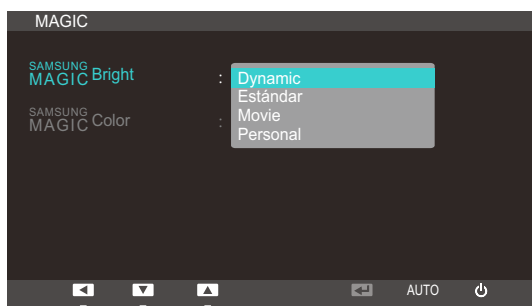 MAGIC
SAMSUNG
MAGIC Bright : Dynamic
Estándar
Movie
Personal
SAMSUNG
MAGIC Color :
AUTO